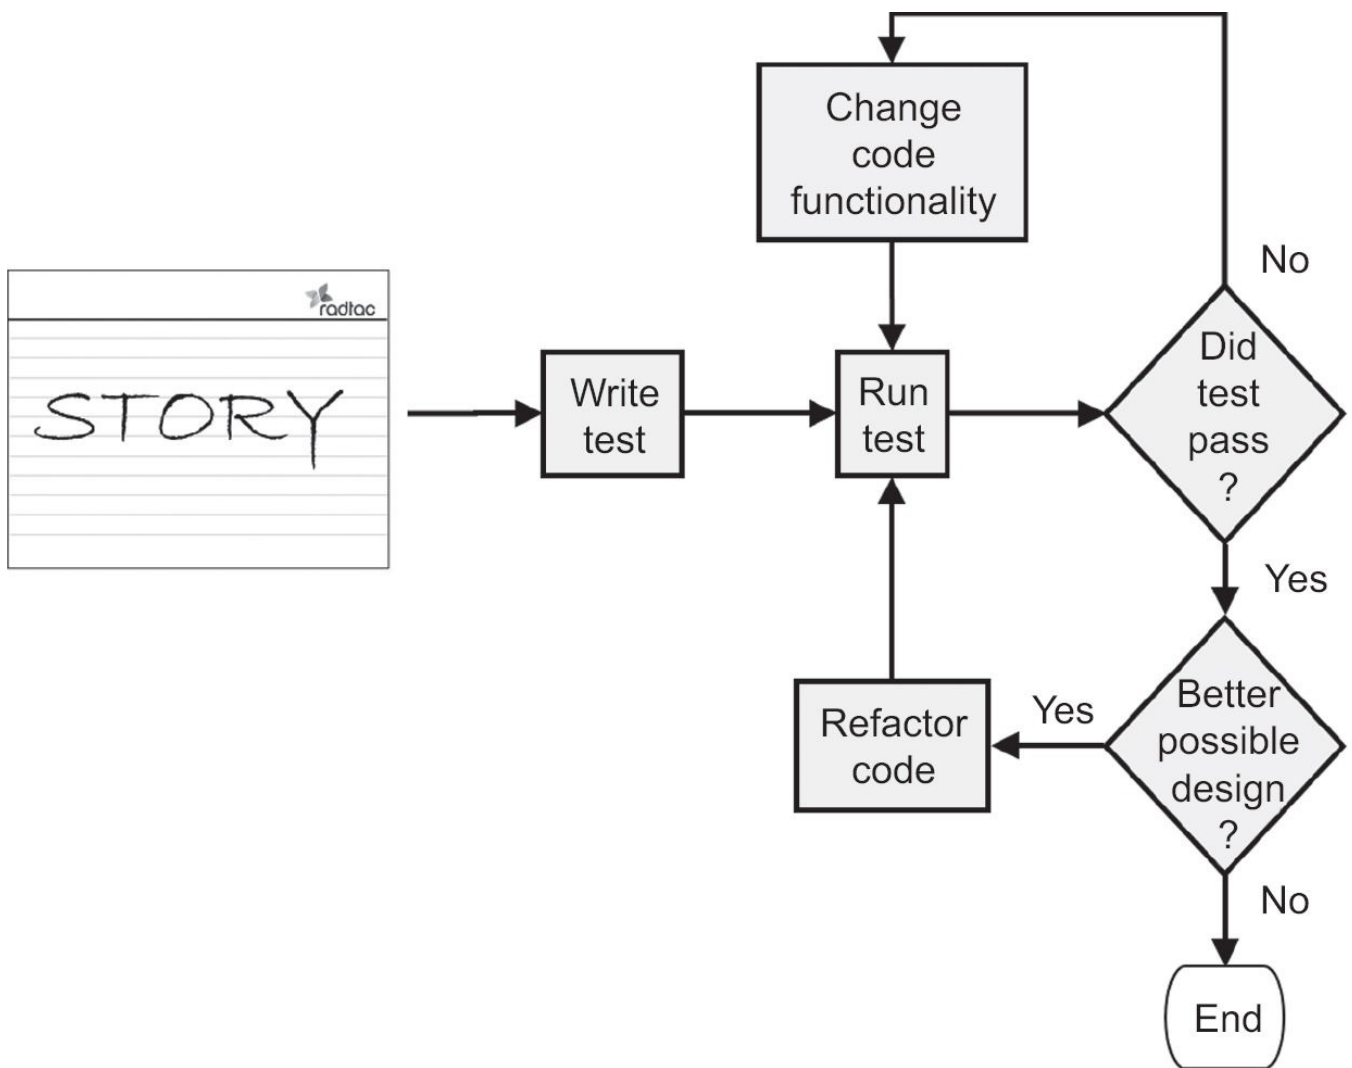 Change
code
functionality
No
radtac
STORY
Write
test
Run
test
Did
test
pass
?
Yes
Refactor
code
Yes
Better
possible
design
?
No
End